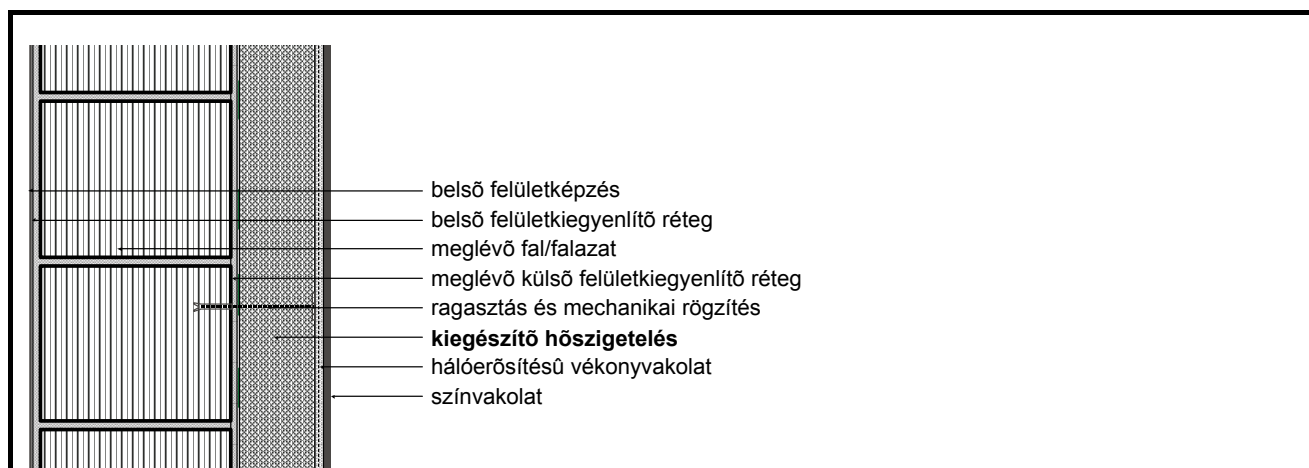 belsõ felületképzés
belsõ felületkiegyenlítõ réteg
meglévõ fal/falazat
meglévõ külsõ felületkiegyenlítõ réteg
ragasztás és mechanikai rögzítés
kiegészítõ hõszigetelés
hálóerõsítésû vékonyvakolat
színvakolat